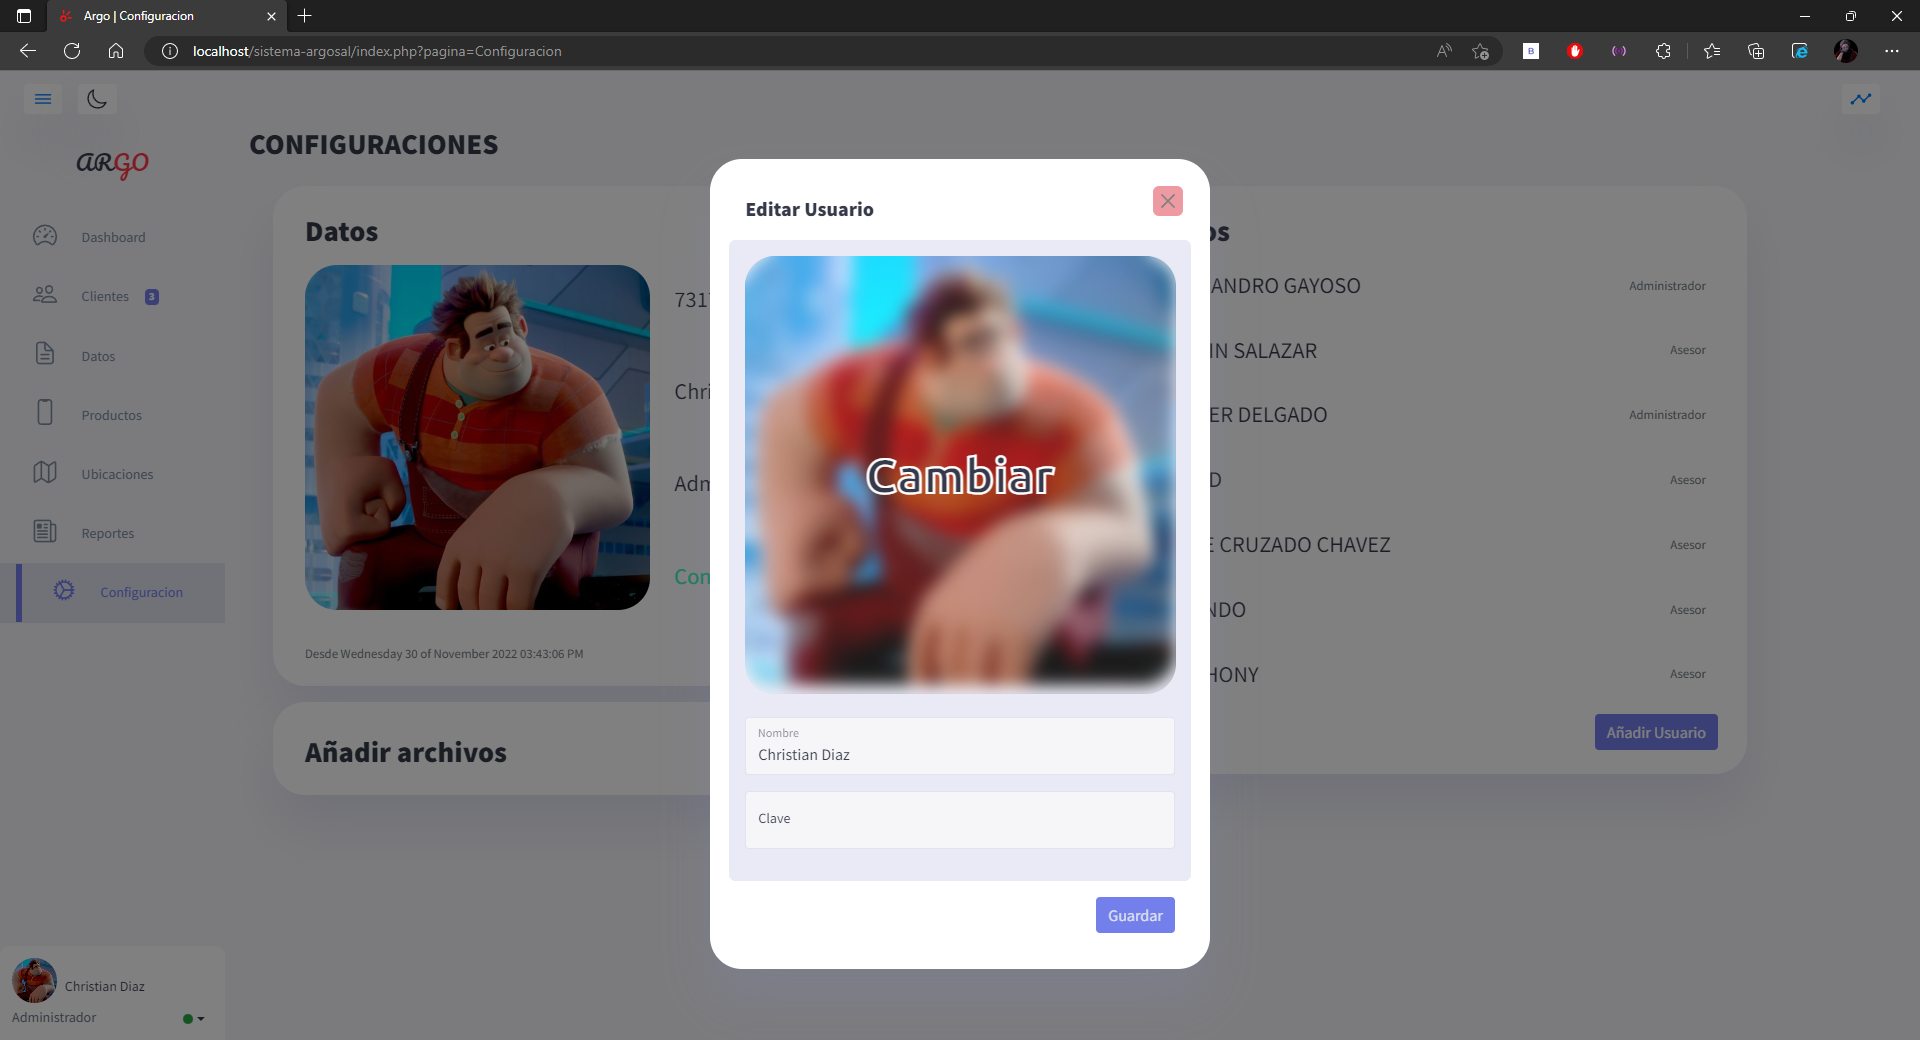 Argo | Configuracion
localhost/sistema-argosal/index.php?pagina=Configuracion
ARGO
Dashboard
Clientes 3
Datos
Productos
Ubicaciones
Reportes
Configuracion
Christian Diaz
Administrador
CONFIGURACIONES
Datos
731
Chri
Adm
Con
Desde Wednesday 30 of November 2022 03:43:06 PM
Añadir archivos
Editar Usuario
Cambiar
Nombre
Christian Diaz
Clave
Guardar
os
ANDRO GAYOSO Administrador
IN SALAZAR Asesor
ER DELGADO Administrador
D Asesor
E CRUZADO CHAVEZ Asesor
NDO Asesor
HONY Asesor
Añadir Usuario